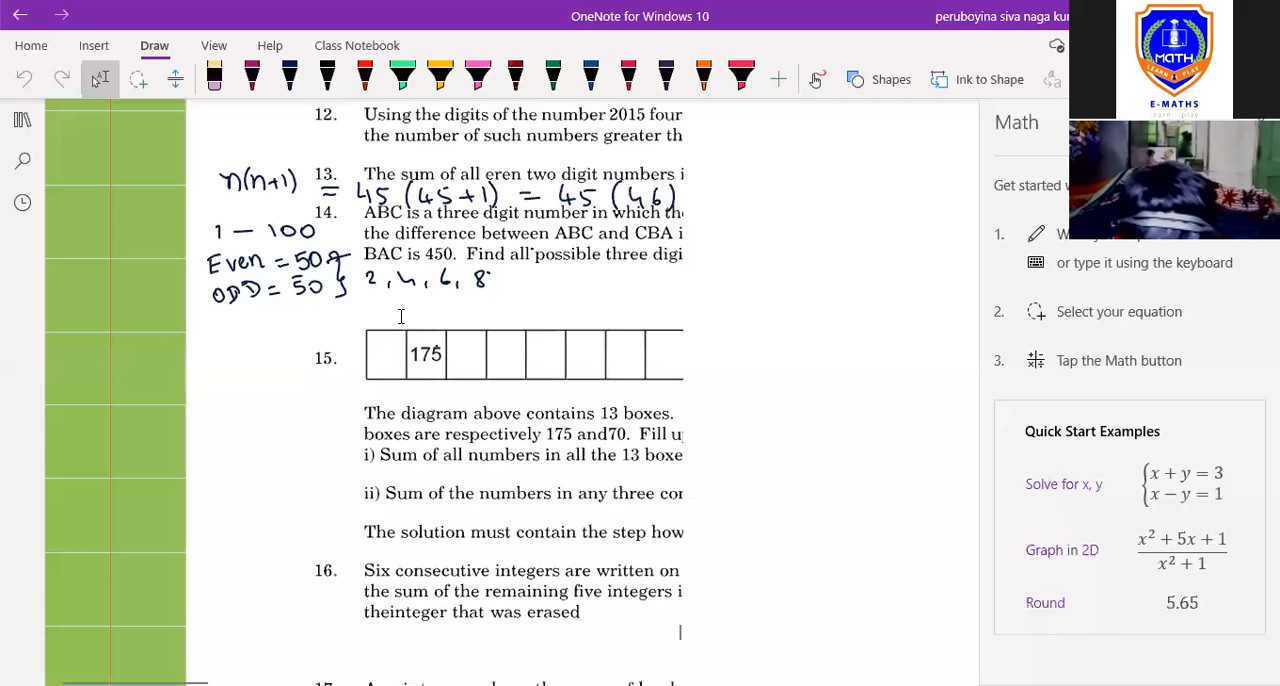 OneNote for Windows 10
peruboyina siva naga kur
Home Insert Draw View Help Class Notebook
Shapes Ink to Shape
MATH
LEARN & PLAY
E-MATHS
earn - play
12. Using the digits of the number 2015 four
the number of such numbers greater th
13. The sum of all eren two digit numbers i
n(n+1) = 45 (45+1) = 45 (46)
14. ABC is a three digit number in which the
the difference between ABC and CBA i
BAC is 450. Find all possible three digi
1 - 100
Even = 50
ODD = 50
2, 4, 6, 8
15.
175
The diagram above contains 13 boxes.
boxes are respectively 175 and70. Fill u
i) Sum of all numbers in all the 13 boxe
ii) Sum of the numbers in any three con
The solution must contain the step how
16. Six consecutive integers are written on
the sum of the remaining five integers i
theinteger that was erased
Math
Get started
1.
or type it using the keyboard
2. Select your equation
3. Tap the Math button
Quick Start Examples
Solve for x, y { x + y = 3
x − y = 1
Graph in 2D x² + 5x + 1
x² + 1
Round 5.65